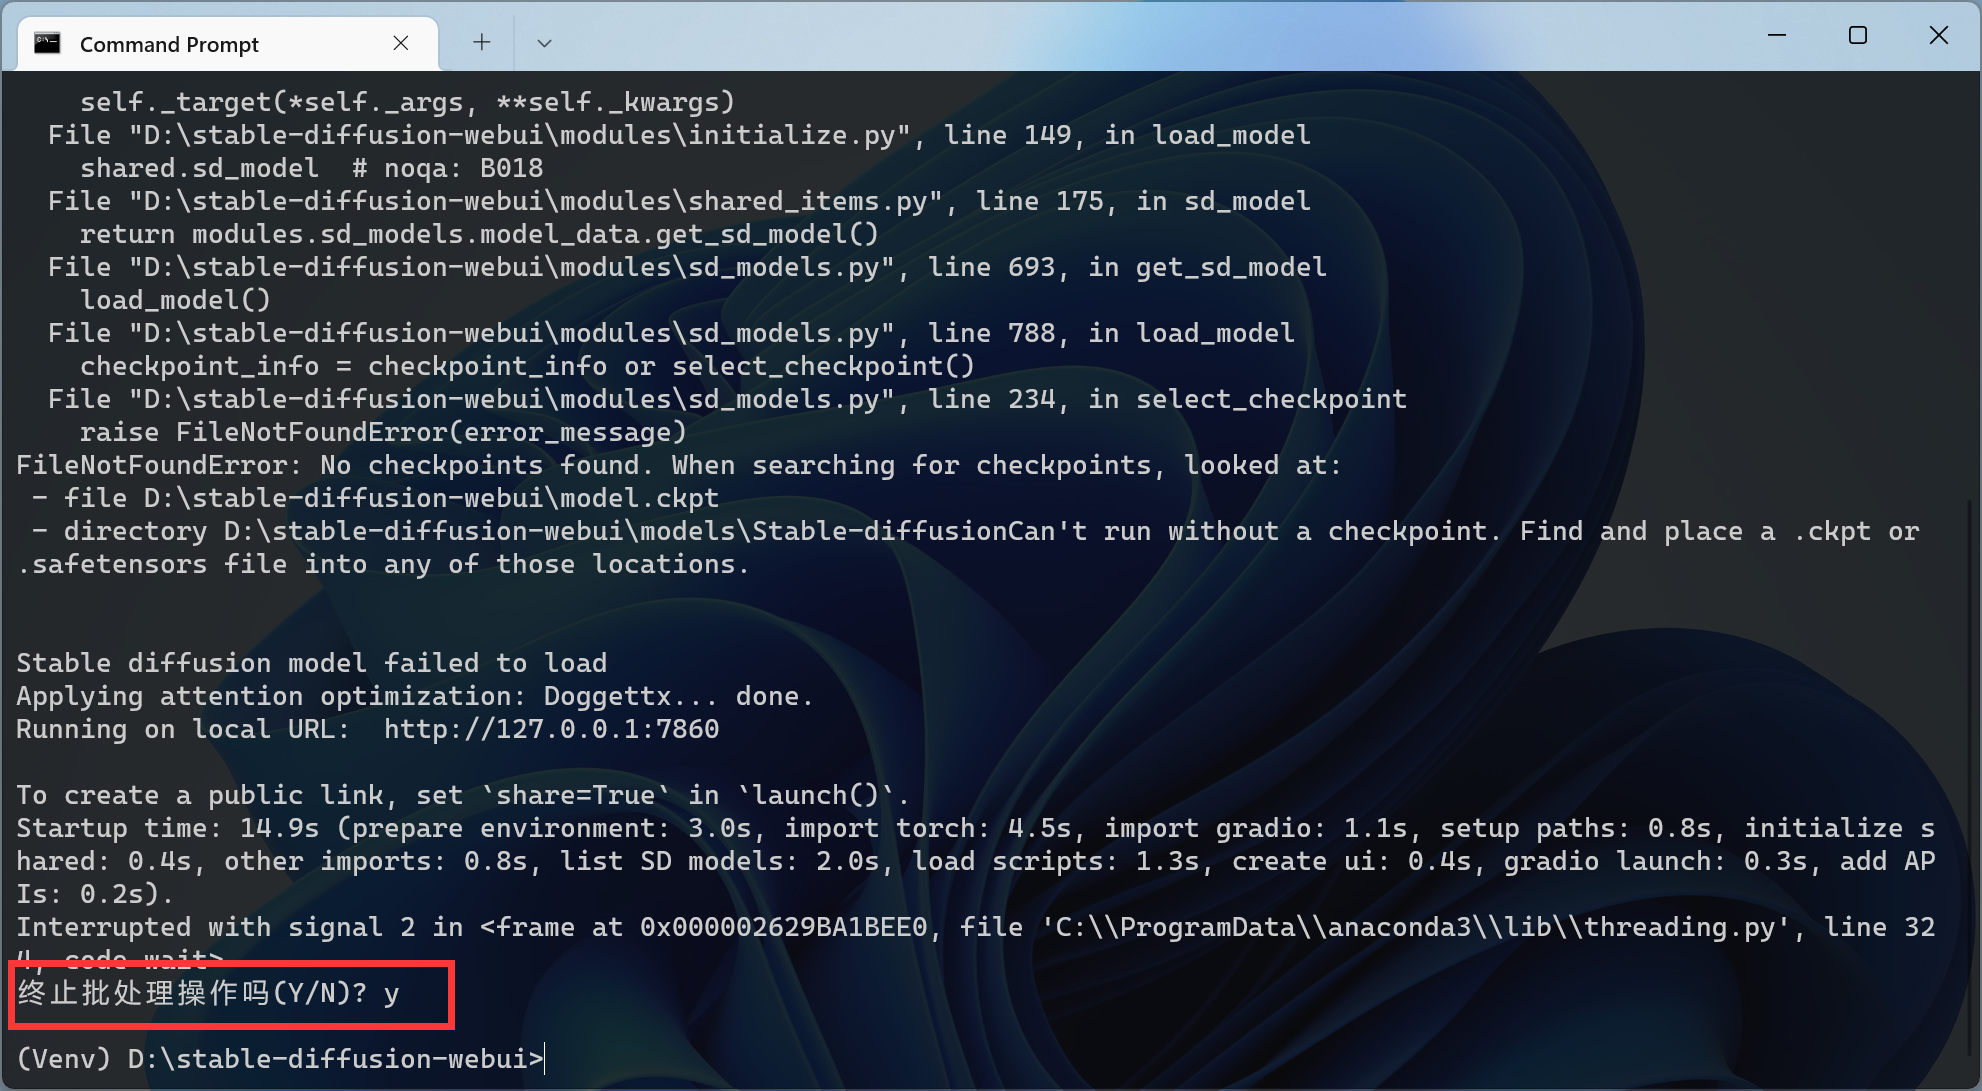 Command Prompt
self._target(*self._args, **self._kwargs)
File "D:\stable-diffusion-webui\modules\initialize.py", line 149, in load_model
shared.sd_model  # noqa: B018
File "D:\stable-diffusion-webui\modules\shared_items.py", line 175, in sd_model
return modules.sd_models.model_data.get_sd_model()
File "D:\stable-diffusion-webui\modules\sd_models.py", line 693, in get_sd_model
load_model()
File "D:\stable-diffusion-webui\modules\sd_models.py", line 788, in load_model
checkpoint_info = checkpoint_info or select_checkpoint()
File "D:\stable-diffusion-webui\modules\sd_models.py", line 234, in select_checkpoint
raise FileNotFoundError(error_message)
FileNotFoundError: No checkpoints found. When searching for checkpoints, looked at:
- file D:\stable-diffusion-webui\model.ckpt
- directory D:\stable-diffusion-webui\models\Stable-diffusionCan't run without a checkpoint. Find and place a .ckpt or
.safetensors file into any of those locations.
Stable diffusion model failed to load
Applying attention optimization: Doggettx... done.
Running on local URL:  http://127.0.0.1:7860
To create a public link, set `share=True` in `launch()`.
Startup time: 14.9s (prepare environment: 3.0s, import torch: 4.5s, import gradio: 1.1s, setup paths: 0.8s, initialize s
hared: 0.4s, other imports: 0.8s, list SD models: 2.0s, load scripts: 1.3s, create ui: 0.4s, gradio launch: 0.3s, add AP
Is: 0.2s).
Interrupted with signal 2 in <frame at 0x000002629BA1BEE0, file 'C:\\ProgramData\\anaconda3\\lib\\threading.py', line 32
4, code wait>
终止批处理操作吗(Y/N)? y
(Venv) D:\stable-diffusion-webui>